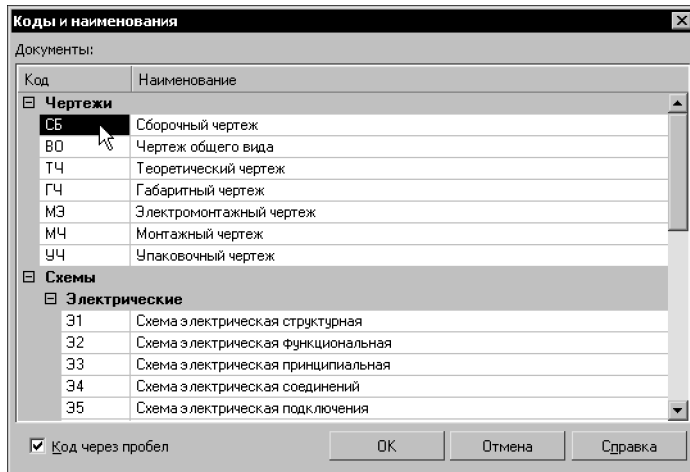 Коды и наименования
Документы:
Код Наименование
Чертежи
СБ Сборочный чертеж
ВО Чертеж общего вида
ТЧ Теоретический чертеж
ГЧ Габаритный чертеж
МЭ Электромонтажный чертеж
МЧ Монтажный чертеж
УЧ Упаковочный чертеж
Схемы
Электрические
Э1 Схема электрическая структурная
Э2 Схема электрическая функциональная
Э3 Схема электрическая принципиальная
Э4 Схема электрическая соединений
Э5 Схема электрическая подключения
Код через пробел ОК Отмена Справка